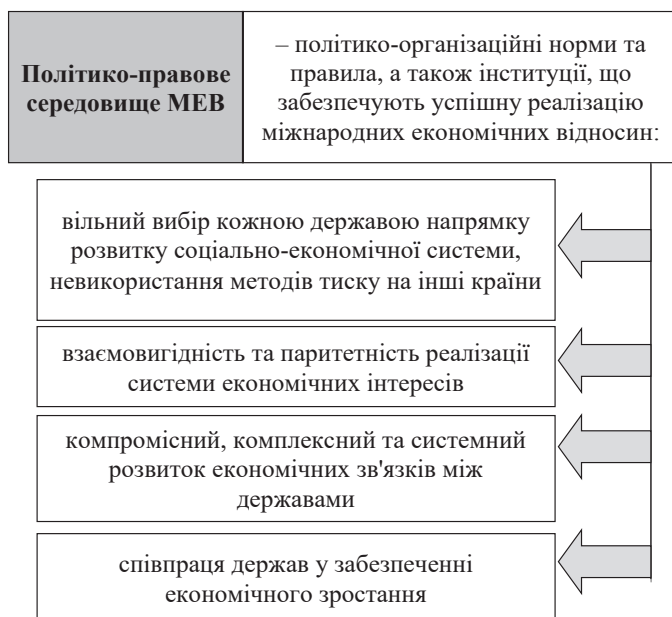 Політико-правове
середовище МЕВ
– політико-організаційні норми та
правила, а також інституції, що
забезпечують успішну реалізацію
міжнародних економічних відносин:
вільний вибір кожною державою напрямку
розвитку соціально-економічної системи,
невикористання методів тиску на інші країни
взаємовигідність та паритетність реалізації
системи економічних інтересів
компромісний, комплексний та системний
розвиток економічних зв'язків між
державами
співпраця держав у забезпеченні
економічного зростання